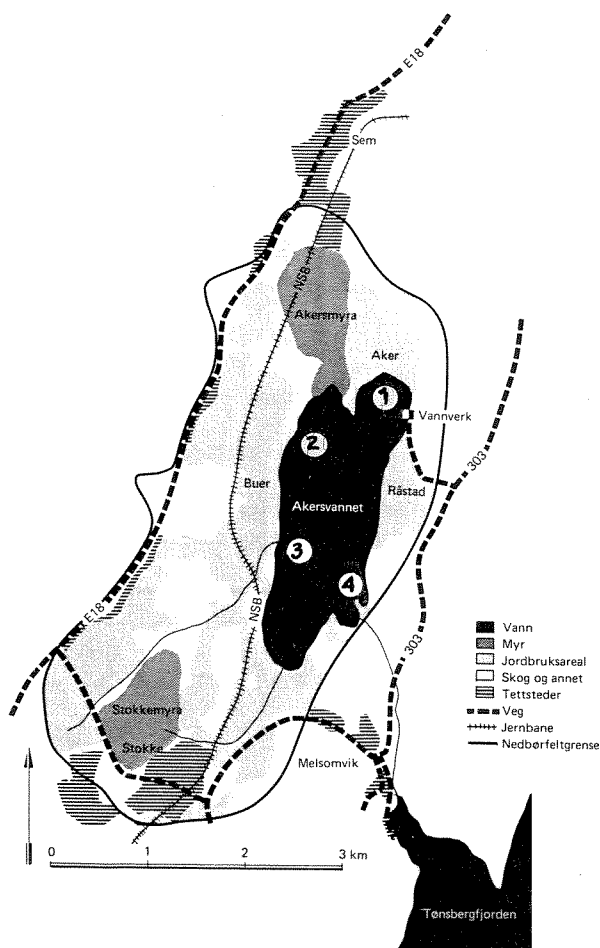 E18
Sem
NSB
Akersmyra
Aker
1
Vannverk
2
303
Buer
Råstad
Akersvannet
3
4
E18
NSB
303
Vann
Myr
Jordbruksareal
Skog og annet
Tettsteder
Veg
Jernbane
Nedbørfeltgrense
Stokkemyra
Stokke
Melsomvik
0 1 2 3 km
Tønsbergfjorden